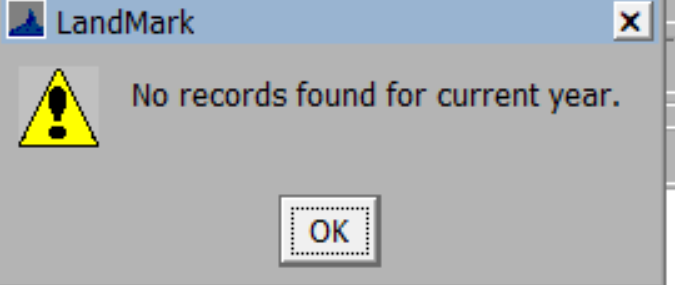 LandMark
No records found for current year.
OK